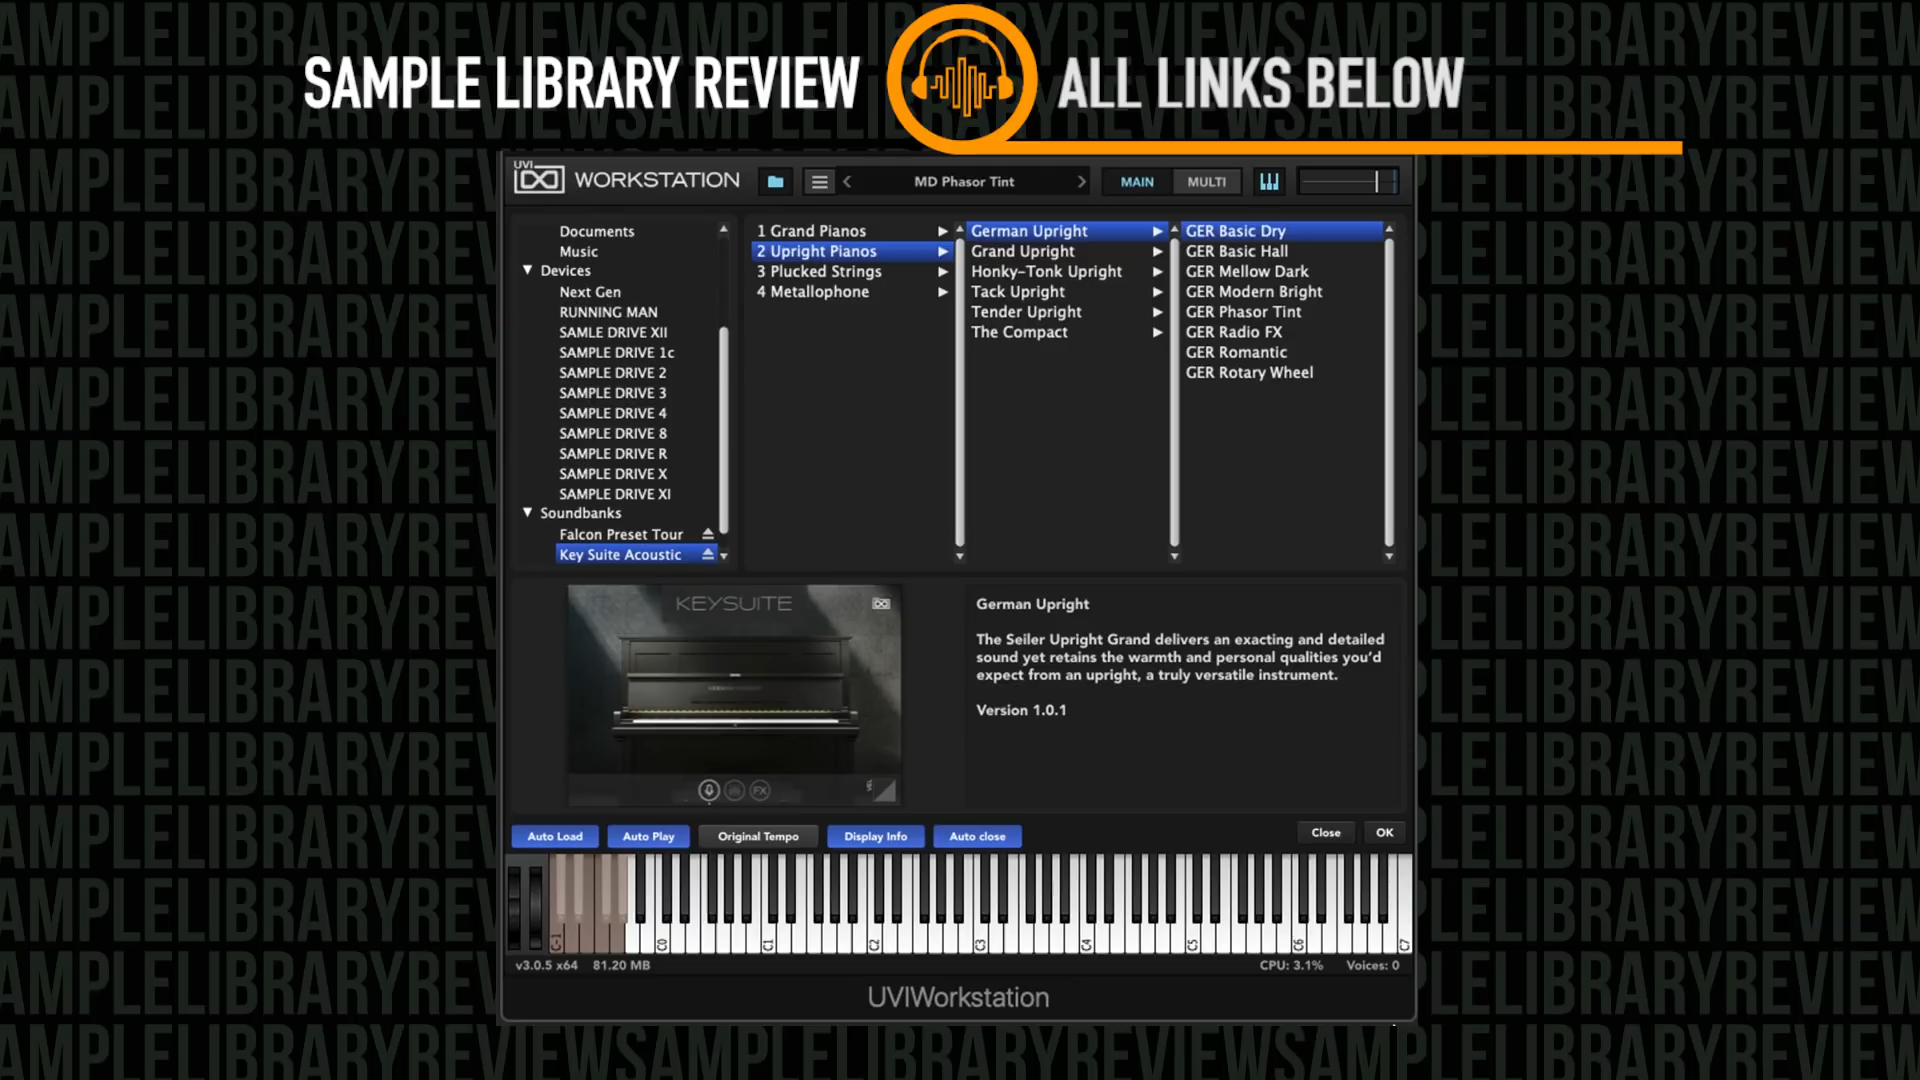 SAMPLE LIBRARY REVIEW
ALL LINKS BELOW
UVI
WORKSTATION
MD Phasor Tint
MAIN
MULTI
Documents
Music
Devices
Next Gen
RUNNING MAN
SAMLE DRIVE XII
SAMPLE DRIVE 1c
SAMPLE DRIVE 2
SAMPLE DRIVE 3
SAMPLE DRIVE 4
SAMPLE DRIVE 8
SAMPLE DRIVE R
SAMPLE DRIVE X
SAMPLE DRIVE XI
Soundbanks
Falcon Preset Tour
Key Suite Acoustic
1 Grand Pianos
2 Upright Pianos
3 Plucked Strings
4 Metallophone
German Upright
Grand Upright
Honky-Tonk Upright
Tack Upright
Tender Upright
The Compact
GER Basic Dry
GER Basic Hall
GER Mellow Dark
GER Modern Bright
GER Phasor Tint
GER Radio FX
GER Romantic
GER Rotary Wheel
KEYSUITE
FX
VEL
German Upright
The Seiler Upright Grand delivers an exacting and detailed
sound yet retains the warmth and personal qualities you'd
expect from an upright, a truly versatile instrument.
Version 1.0.1
Auto Load
Auto Play
Original Tempo
Display Info
Auto close
Close
OK
C-1
C0
C1
C2
C3
C4
C5
C6
C7
v3.0.5 x64
81.20 MB
CPU: 3.1%
Voices: 0
UVIWorkstation